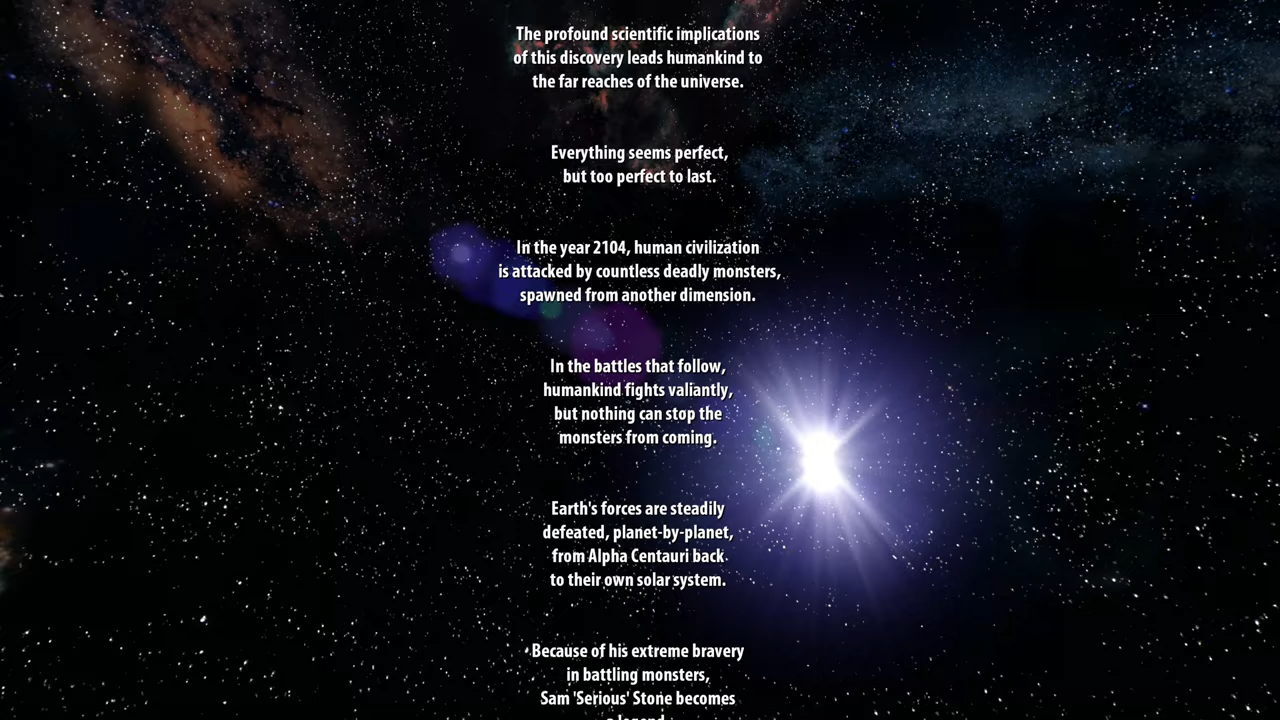 The profound scientific implications
of this discovery leads humankind to
the far reaches of the universe.
Everything seems perfect,
but too perfect to last.
In the year 2104, human civilization
is attacked by countless deadly monsters,
spawned from another dimension.
In the battles that follow,
humankind fights valiantly,
but nothing can stop the
monsters from coming.
Earth's forces are steadily
defeated, planet-by-planet,
from Alpha Centauri back
to their own solar system.
Because of his extreme bravery
in battling monsters,
Sam 'Serious' Stone becomes
a legend